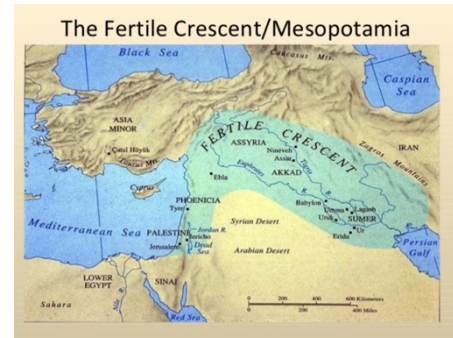 The Fertile Crescent/Mesopotamia
Black Sea
Caucasus Mts.
Caspian
Sea
ASIA
MINOR
FERTILE CRESCENT
ASSYRIA
Nineveh
Tigris
Zagros Mountains
IRAN
Çatal Hüyük
Taurus Mts.
Assur
AKKAD
Ebla
Euphrates
R.
R.
Cyprus
PHOENICIA
Tyre
Babylon
Umma
Lagash
Uruk
SUMER
Ur
Eridu
Syrian Desert
Mediterranean Sea
PALESTINE
Jordan R.
Jericho
Jerusalem
Dead
Sea
Arabian Desert
Persian
Gulf
LOWER
EGYPT
SINAI
Nile R.
Sahara
Red Sea
0 200 400 600 Kilometers
0 200 400 Miles